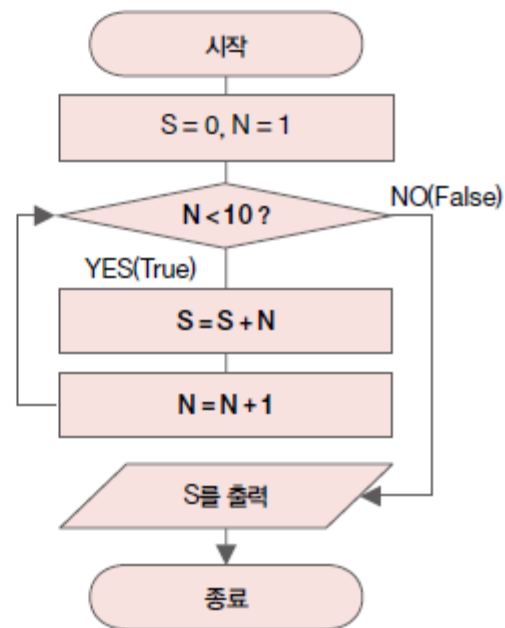 시작
S = 0, N = 1
N < 10 ?
NO(False)
YES(True)
S = S + N
N = N + 1
S를 출력
종료